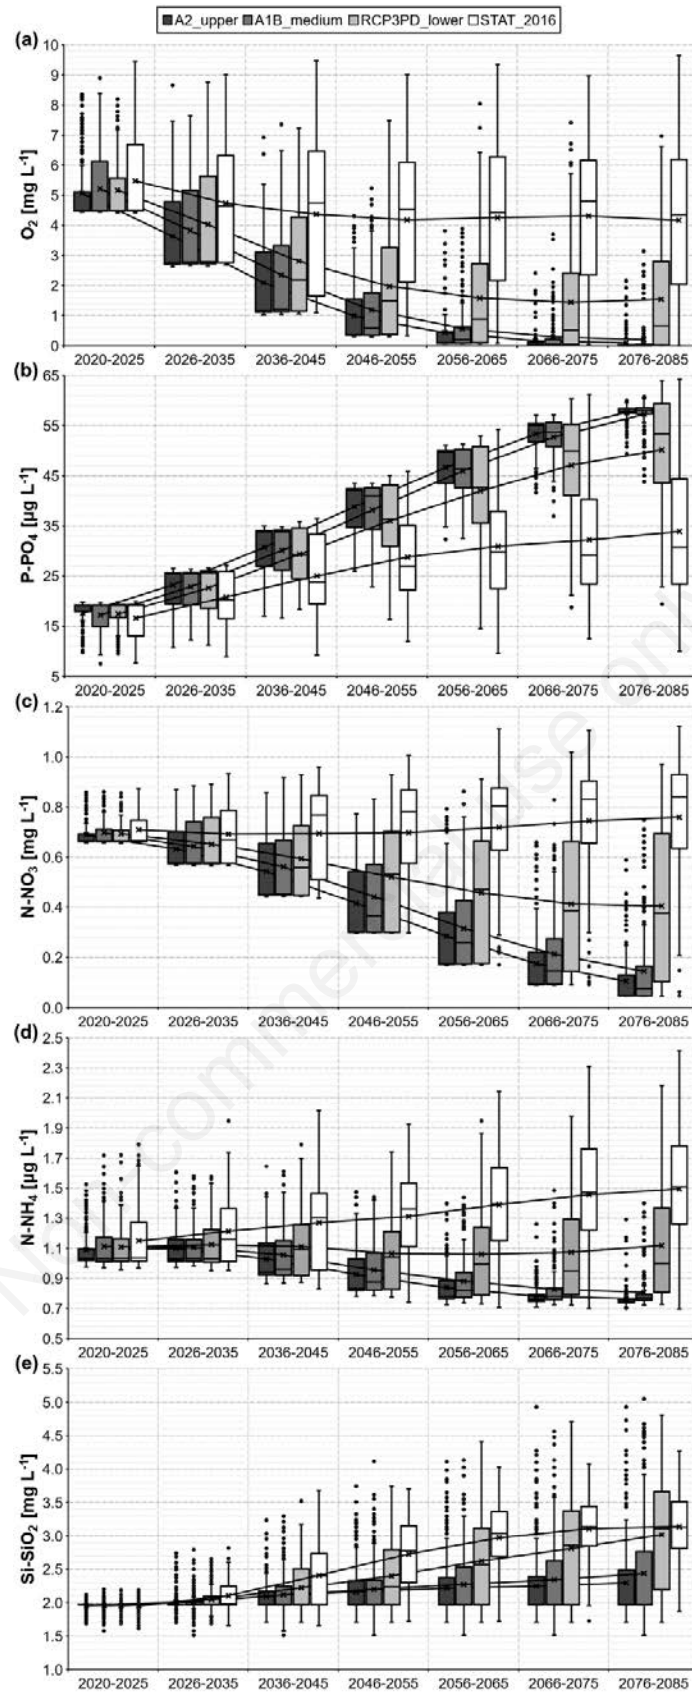 A2_upper A1B_medium RCP3PD_lower STAT_2016
(a)
O₂ [mg L⁻¹]
10
9
8
7
6
5
4
3
2
1
0
2020-2025 2026-2035 2036-2045 2046-2055 2056-2065 2066-2075 2076-2085
(b)
P-PO₄ [µg L⁻¹]
65
55
45
35
25
15
5
2020-2025 2026-2035 2036-2045 2046-2055 2056-2065 2066-2075 2076-2085
(c)
N-NO₃ [mg L⁻¹]
1.2
1.0
0.8
0.6
0.4
0.2
0.0
2020-2025 2026-2035 2036-2045 2046-2055 2056-2065 2066-2075 2076-2085
(d)
N-NH₄ [µg L⁻¹]
2.5
2.3
2.1
1.9
1.7
1.5
1.3
1.1
0.9
0.7
0.5
2020-2025 2026-2035 2036-2045 2046-2055 2056-2065 2066-2075 2076-2085
(e)
Si-SiO₂ [mg L⁻¹]
5.5
5.0
4.5
4.0
3.5
3.0
2.5
2.0
1.5
1.0
2020-2025 2026-2035 2036-2045 2046-2055 2056-2065 2066-2075 2076-2085
Non-commercial use only